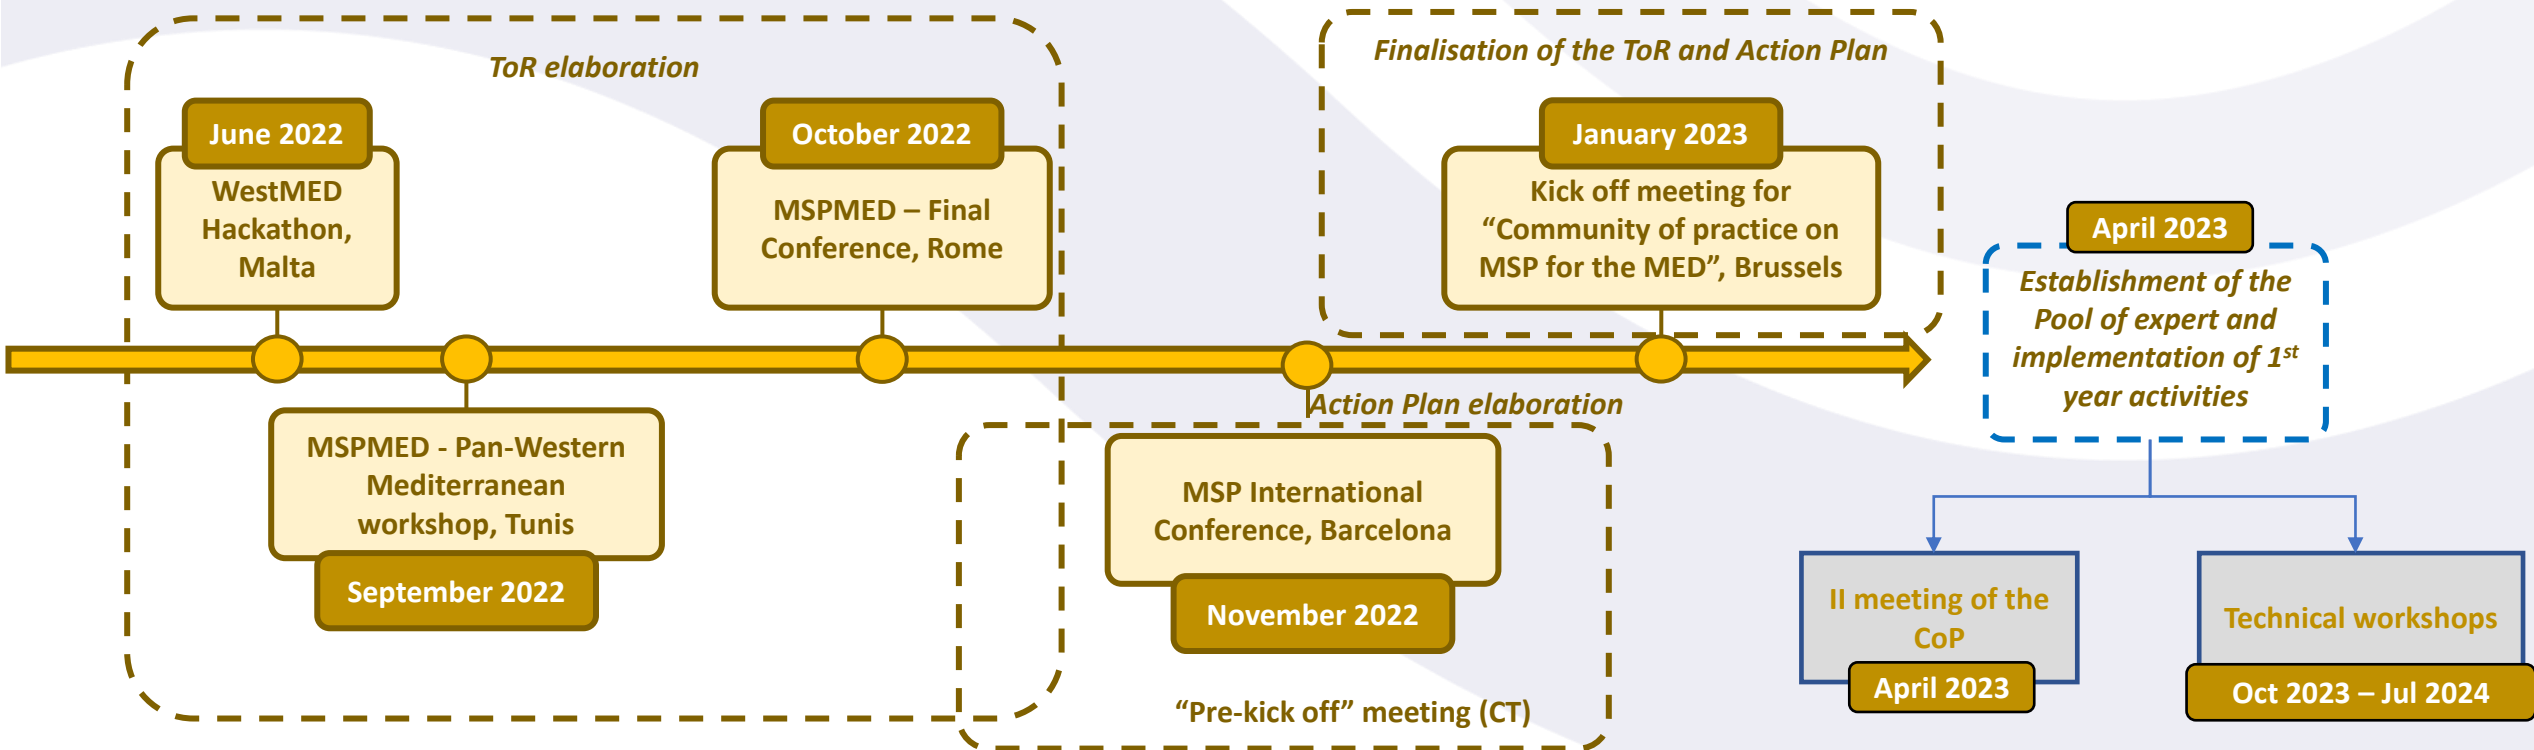 ToR elaboration
June 2022
WestMED
Hackathon,
Malta
October 2022
MSPMED – Final
Conference, Rome
MSPMED - Pan-Western
Mediterranean
workshop, Tunis
September 2022
Finalisation of the ToR and Action Plan
January 2023
Kick off meeting for
“Community of practice on
MSP for the MED”, Brussels
Action Plan elaboration
MSP International
Conference, Barcelona
November 2022
“Pre-kick off” meeting (CT)
April 2023
Establishment of the
Pool of expert and
implementation of 1st
year activities
II meeting of the
CoP
April 2023
Technical workshops
Oct 2023 – Jul 2024